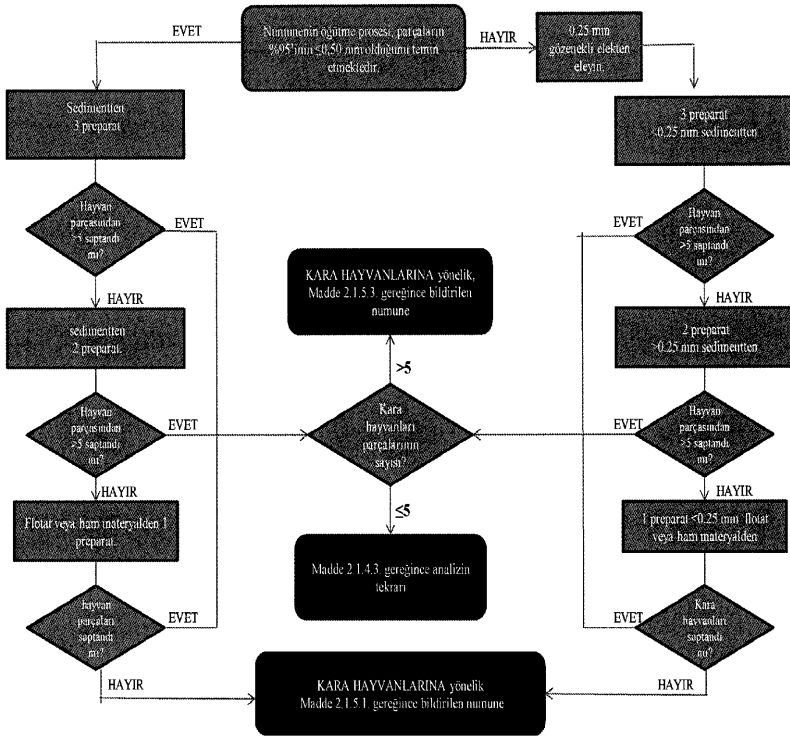 Numunenin öğütme prosesi, parçaların
%95'inin ≤0,50 mm olduğunu temin
etmektedir.
EVET
HAYIR
0.25 mm
gözenekli elekten
eleyin.
Sedimentten
3 preparat
3 preparat
<0.25 mm sedimentten
Hayvan
parçasından
>5 saptandı
mı?
EVET
HAYIR
EVET
Hayvan
parçasından
>5 saptandı
mı?
HAYIR
KARA HAYVANLARINA yönelik,
Madde 2.1.5.3. gereğince bildirilen
numune
sedimentten
2 preparat.
2 preparat
>0.25 mm sedimentten
>5
Hayvan
parçasından
>5 saptandı
mı?
EVET
HAYIR
Kara
hayvanları
parçalarının
sayısı?
EVET
Hayvan
parçasından
>5 saptandı
mı?
HAYIR
≤5
Flotat veya ham materyalden 1
preparat.
1 preparat <0.25 mm flotat
veya ham materyalden
Madde 2.1.4.3. gereğince analizin
tekrarı
hayvan
parçaları
saptandı
mı?
EVET
HAYIR
EVET
Kara
hayvanları
saptandı
mı?
HAYIR
KARA HAYVANLARINA yönelik
Madde 2.1.5.1. gereğince bildirilen numune